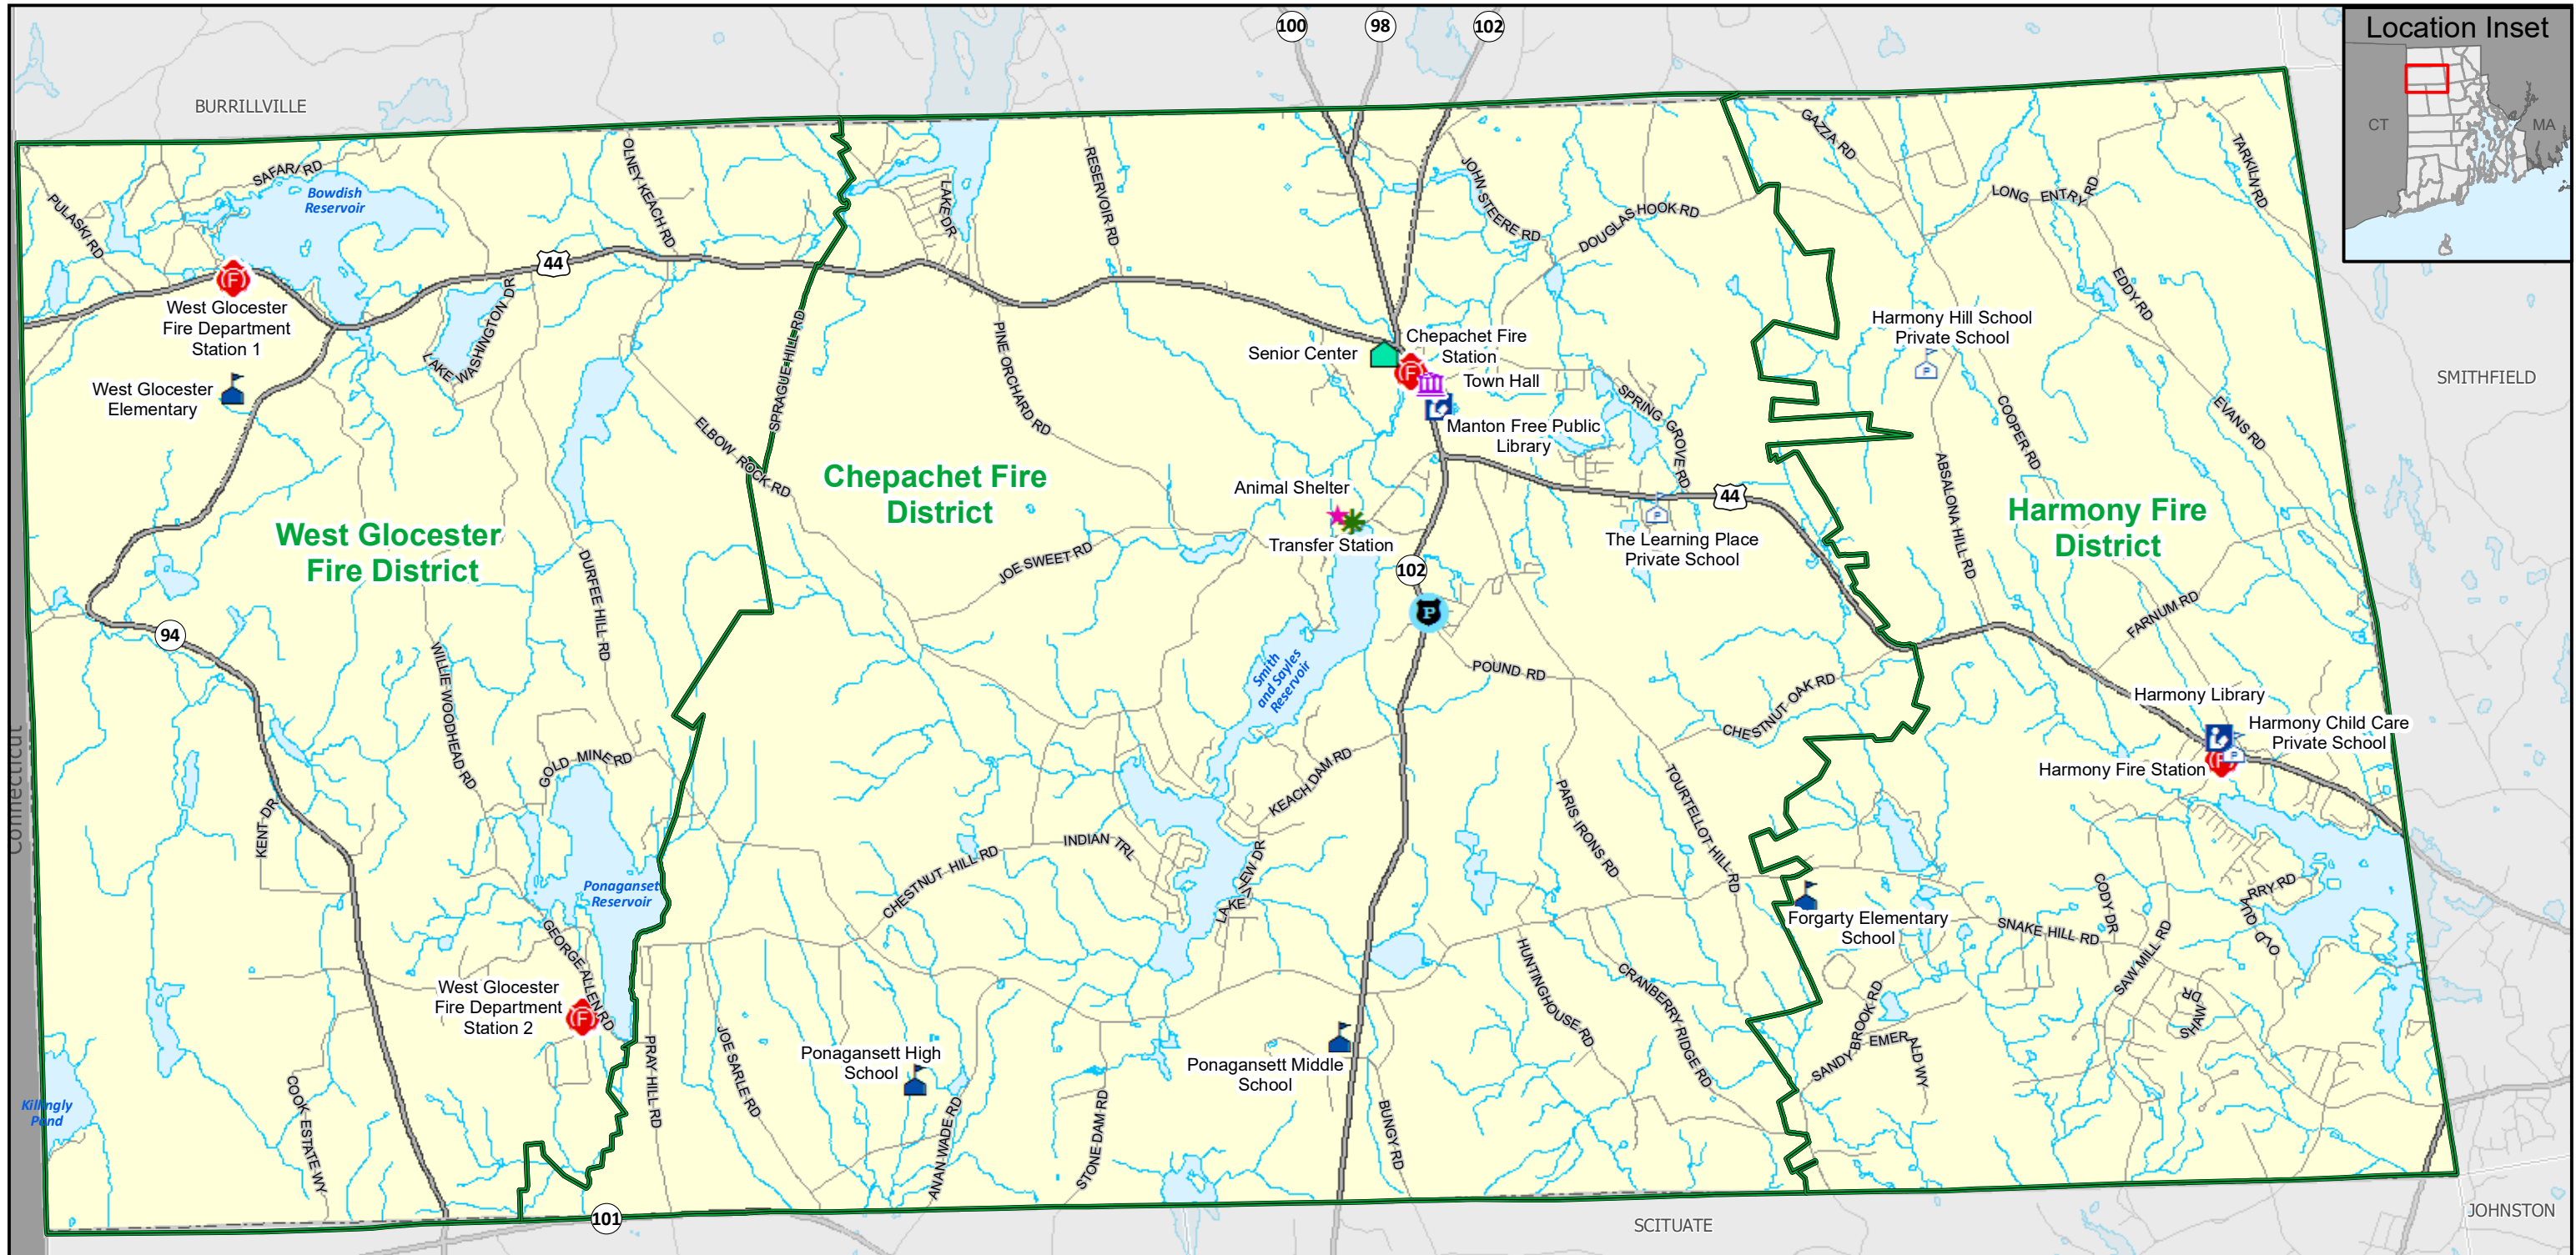 100
98
102
Location Inset
CT
MA
BURRILLVILLE
SMITHFIELD
Connecticut
SCITUATE
JOHNSTON
SAFARI RD
PULASKI RD
Bowdish
Reservoir
OLNEY KEACH RD
LAKE DR
RESERVOIR RD
JOHN STEERE RD
DOUGLAS HOOK RD
GAZZA RD
LONG ENTRY RD
TARKILN RD
44
West Glocester
Fire Department
Station 1
LAKE WASHINGTON DR
SPRAGUE HILL RD
PINE ORCHARD RD
Senior Center
Chepachet Fire
Station
Town Hall
Manton Free Public
Library
SPRING GROVE RD
Harmony Hill School
Private School
EDDY RD
COOPER RD
EVANS RD
West Glocester
Elementary
ELBOW ROCK RD
Chepachet Fire
District
Animal Shelter
Transfer Station
44
The Learning Place
Private School
ABSALONA HILL RD
Harmony Fire
District
West Glocester
Fire District
DURFEE HILL RD
JOE SWEET RD
102
P
FARNUM RD
94
WILLIE WOODHEAD RD
Smith
and Sayles
Reservoir
POUND RD
CHESTNUT OAK RD
Harmony Library
Harmony Child Care
Private School
Harmony Fire Station
GOLD MINE RD
KEACH DAM RD
PARIS IRONS RD
TOURTELLOT HILL RD
KENT DR
INDIAN TRL
CHESTNUT HILL RD
LAKE VIEW DR
Ponaganset
Reservoir
Forgarty Elementary
School
SNAKE HILL RD
CODY DR
SAW MILL RD
RRY RD
OLD QU
SHAW DR
GEORGE ALLEN RD
West Glocester
Fire Department
Station 2
HUNTINGHOUSE RD
CRANBERRY RIDGE RD
SANDY BROOK RD
EMERALD WY
Ponagansett High
School
Ponagansett Middle
School
PRAY HILL RD
JOE SARLE RD
ANAN WADE RD
STONE DAM RD
BUNGY RD
COOK ESTATE WY
Killingly
Pond
101